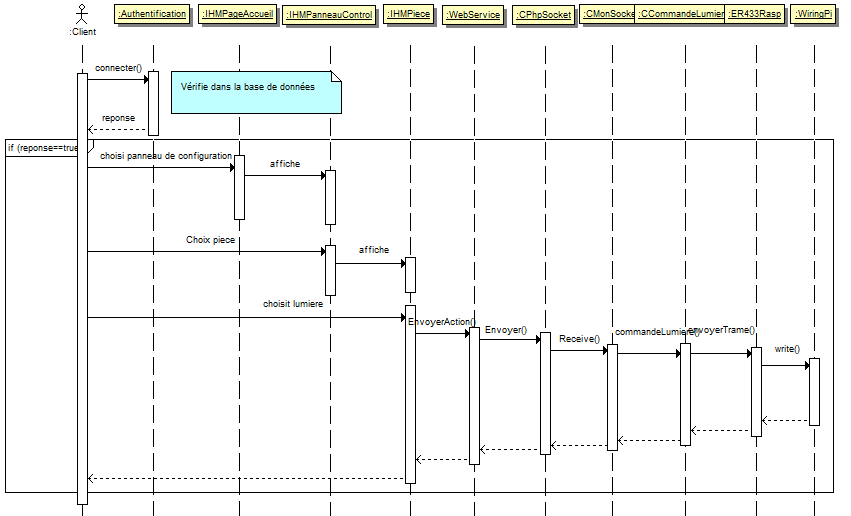 :Client
:Authentification
:IHMPageAccueil
:IHMPanneauControl
:IHMPiece
:WebService
:CPhpSocket
:CMonSocke
:CCommandeLumier
:ER433Rasp
:WiringPi
connecter()
Vérifie dans la base de données
reponse
if (reponse==true
choisi panneau de configuration
affiche
Choix piece
affiche
choisit lumiere
EnvoyerAction()
Envoyer()
Receive()
commandeLumiere()
envoyerTrame()
write()